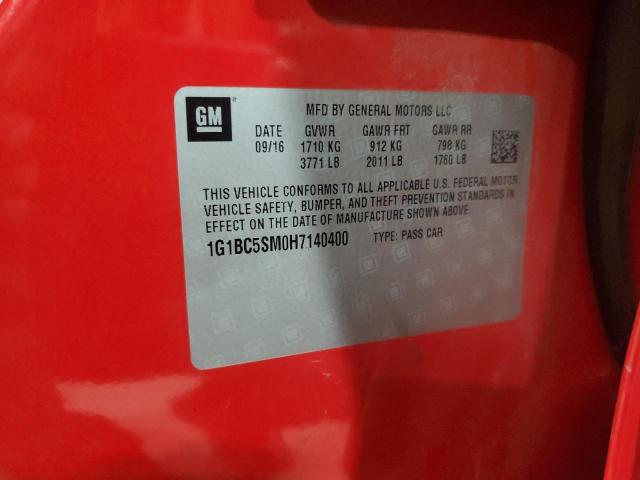 GM
MFD BY GENERAL MOTORS LLC
DATE GVWR GAWR FRT GAWR RR
09/16 1710 KG 912 KG 798 KG
3771 LB 2011 LB 1760 LB
THIS VEHICLE CONFORMS TO ALL APPLICABLE U.S. FEDERAL MOTOR
VEHICLE SAFETY, BUMPER, AND THEFT PREVENTION STANDARDS IN
EFFECT ON THE DATE OF MANUFACTURE SHOWN ABOVE.
1G1BC5SM0H7140400 TYPE: PASS CAR